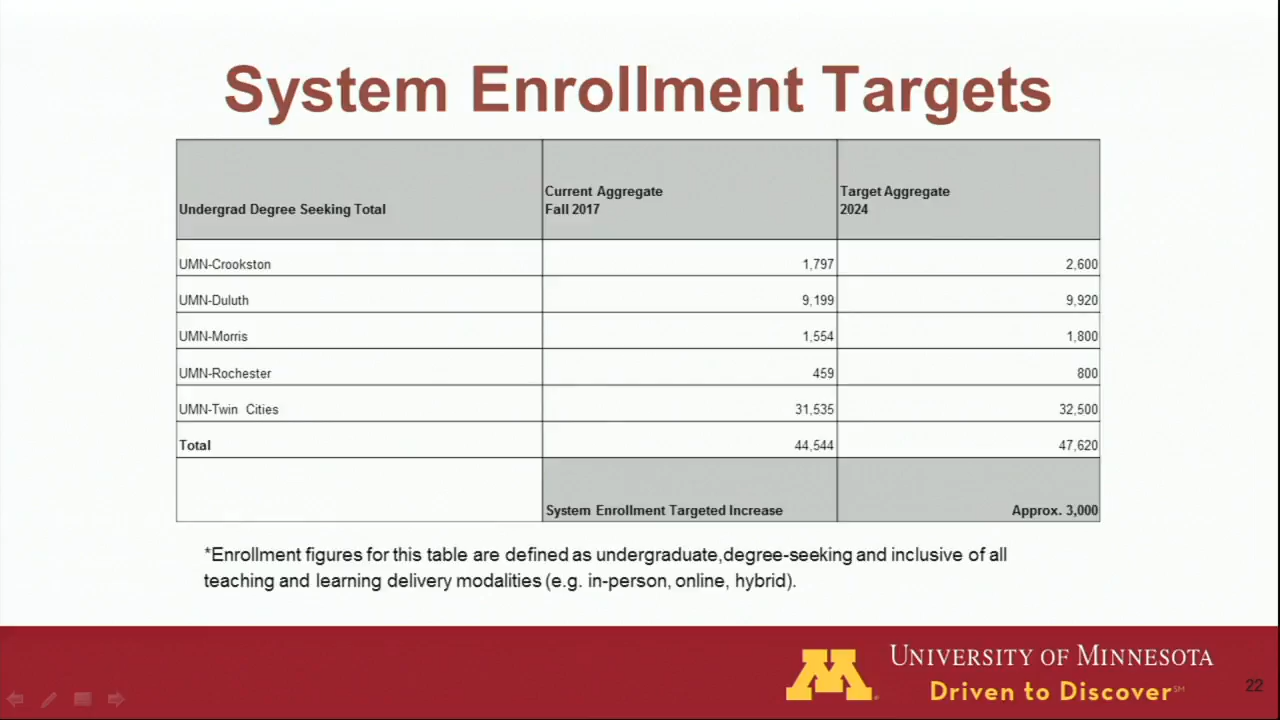 System Enrollment Targets
Undergrad Degree Seeking Total
Current Aggregate
Fall 2017
Target Aggregate
2024
UMN-Crookston 1,797 2,600
UMN-Duluth 9,199 9,920
UMN-Morris 1,554 1,800
UMN-Rochester 459 800
UMN-Twin Cities 31,535 32,500
Total 44,544 47,620
System Enrollment Targeted Increase Approx. 3,000
*Enrollment figures for this table are defined as undergraduate,degree-seeking and inclusive of all
teaching and learning delivery modalities (e.g. in-person, online, hybrid).
M
UNIVERSITY OF MINNESOTA
Driven to Discover℠
22